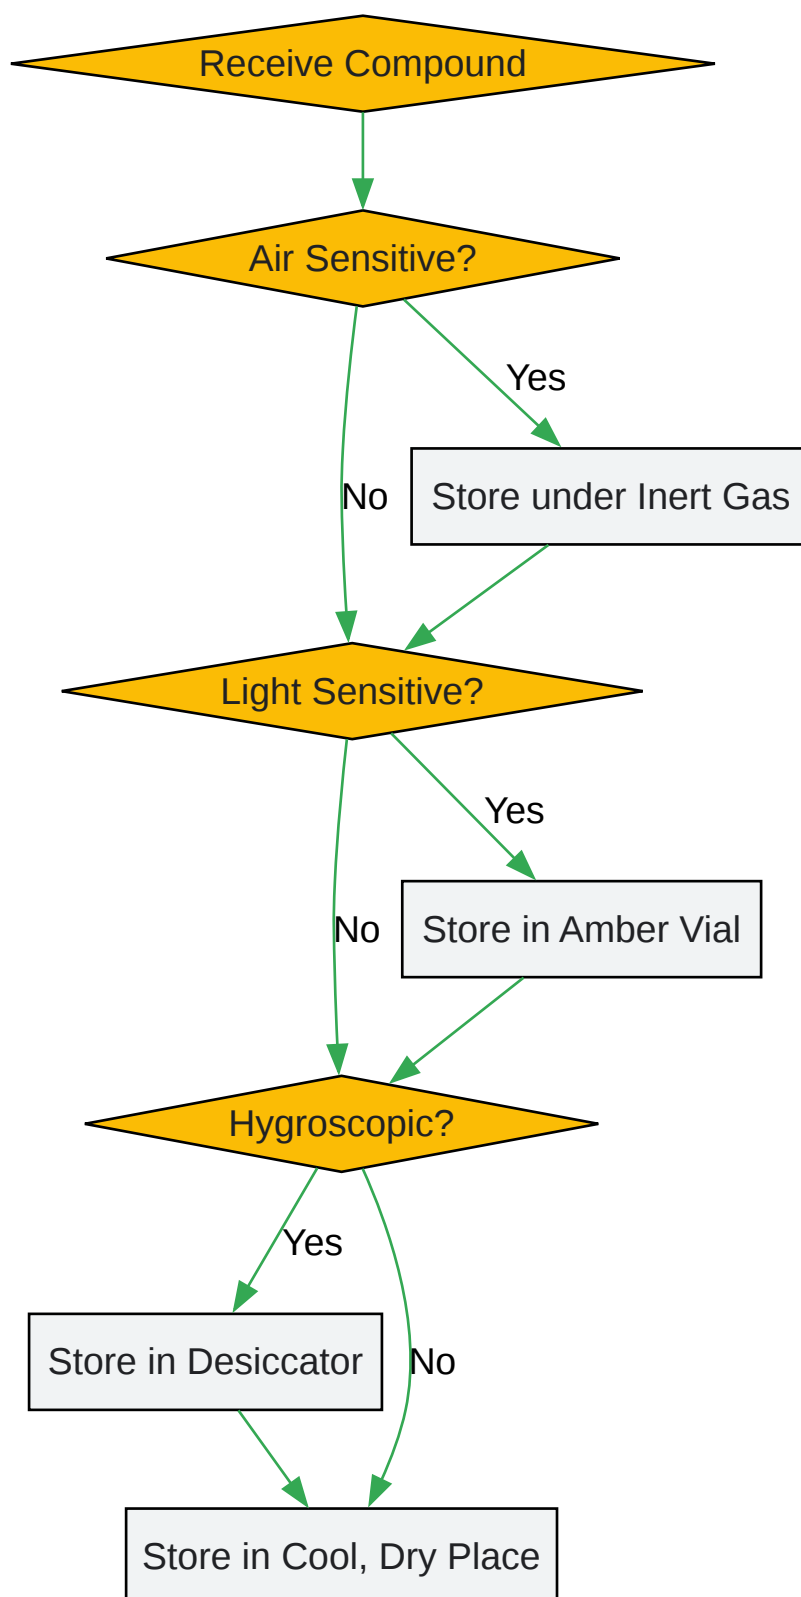 Receive Compound
Air Sensitive?
Yes
No
Store under Inert Gas
Light Sensitive?
Yes
No
Store in Amber Vial
Hygroscopic?
Yes
Store in Desiccator
No
Store in Cool, Dry Place